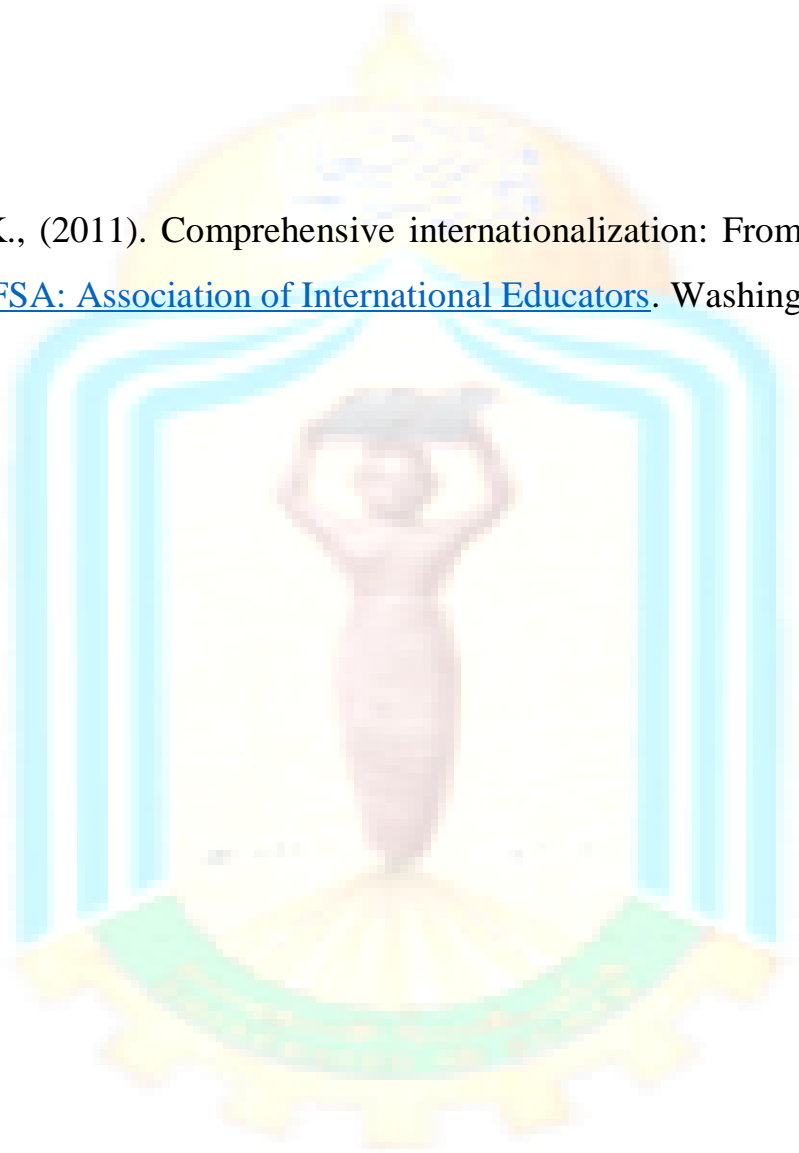 K., (2011). Comprehensive internationalization: From
FSA: Association of International Educators. Washing